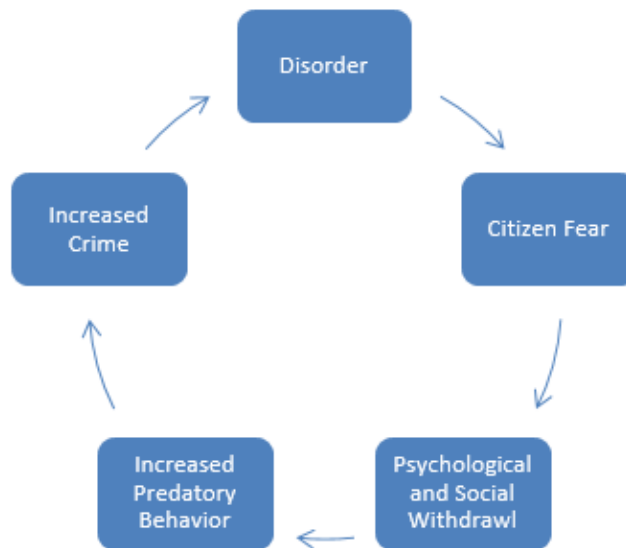 Disorder
Citizen Fear
Psychological
and Social
Withdrawl
Increased
Predatory
Behavior
Increased
Crime